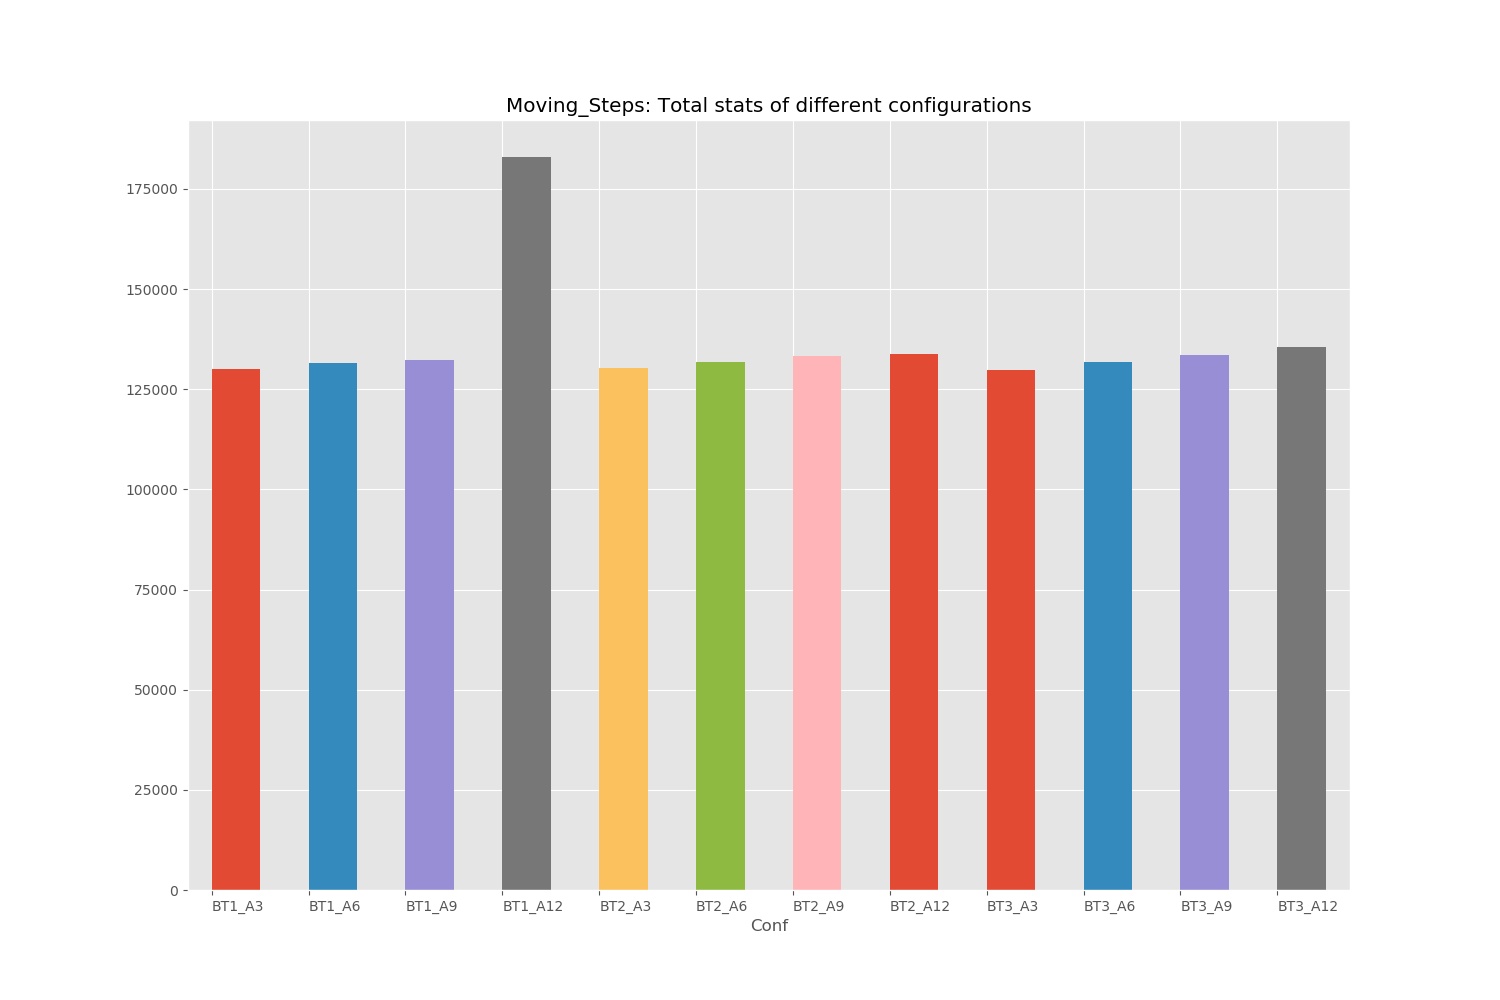 Moving_Steps: Total stats of different configurations
175000
150000
125000
100000
75000
50000
25000
0
BT1_A3 BT1_A6 BT1_A9 BT1_A12 BT2_A3 BT2_A6 BT2_A9 BT2_A12 BT3_A3 BT3_A6 BT3_A9 BT3_A12
Conf